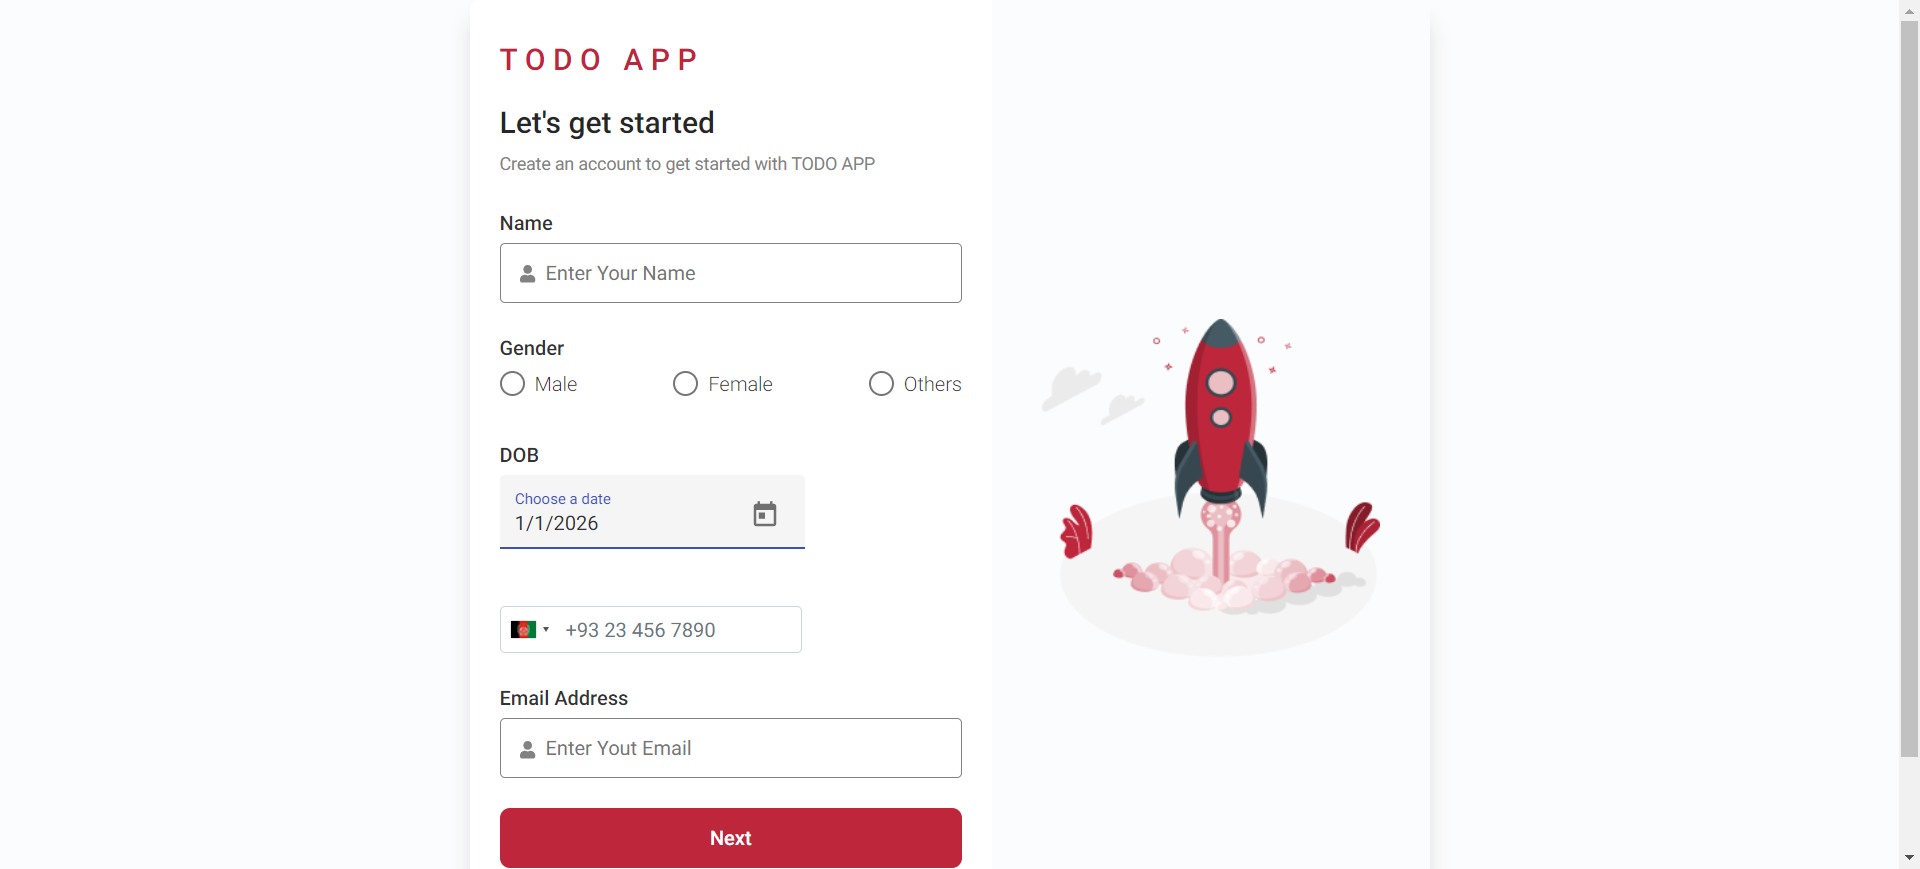 TODO APP
Let's get started
Create an account to get started with TODO APP
Name
Enter Your Name
Gender
Male Female Others
DOB
Choose a date
1/1/2026
+93 23 456 7890
Email Address
Enter Yout Email
Next